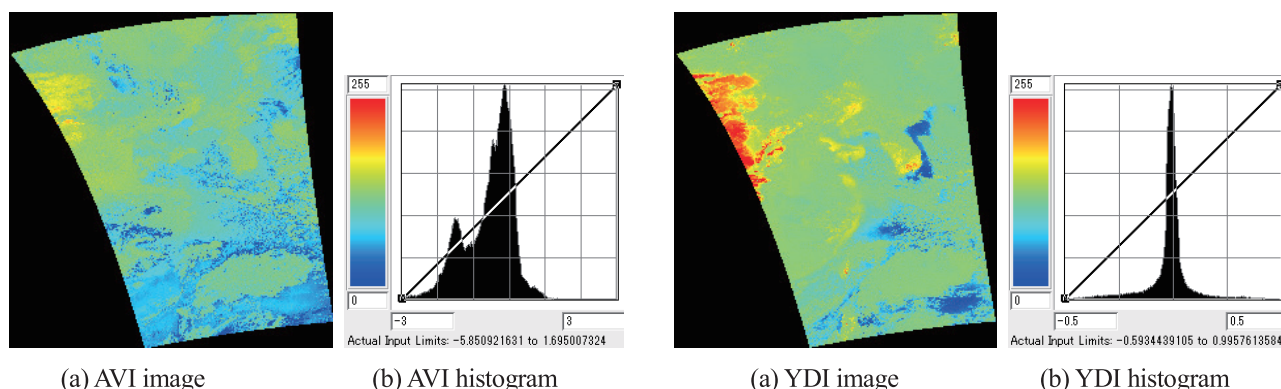 255
0
-3
3
Actual Input Limits: -5.850921631 to 1.695007324
(a) AVI image
(b) AVI histogram
255
0
-0.5
0.5
Actual Input Limits: -0.5934439105 to 0.9957613584
(a) YDI image
(b) YDI histogram